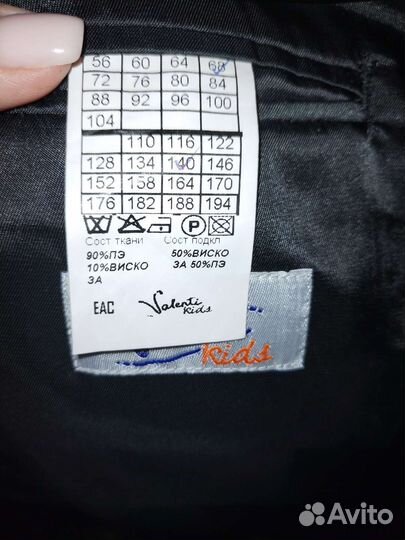 56 60 64 68
72 76 80 84
88 92 96 100
104
110 116 122
128 134 140 146
152 158 164 170
176 182 188 194
P
Сост ткани Сост подкл
90%ПЭ 50%ВИСКО
10%ВИСКО ЗА 50%ПЭ
ЗА
EAC Valenti Kids
Kids
Avito